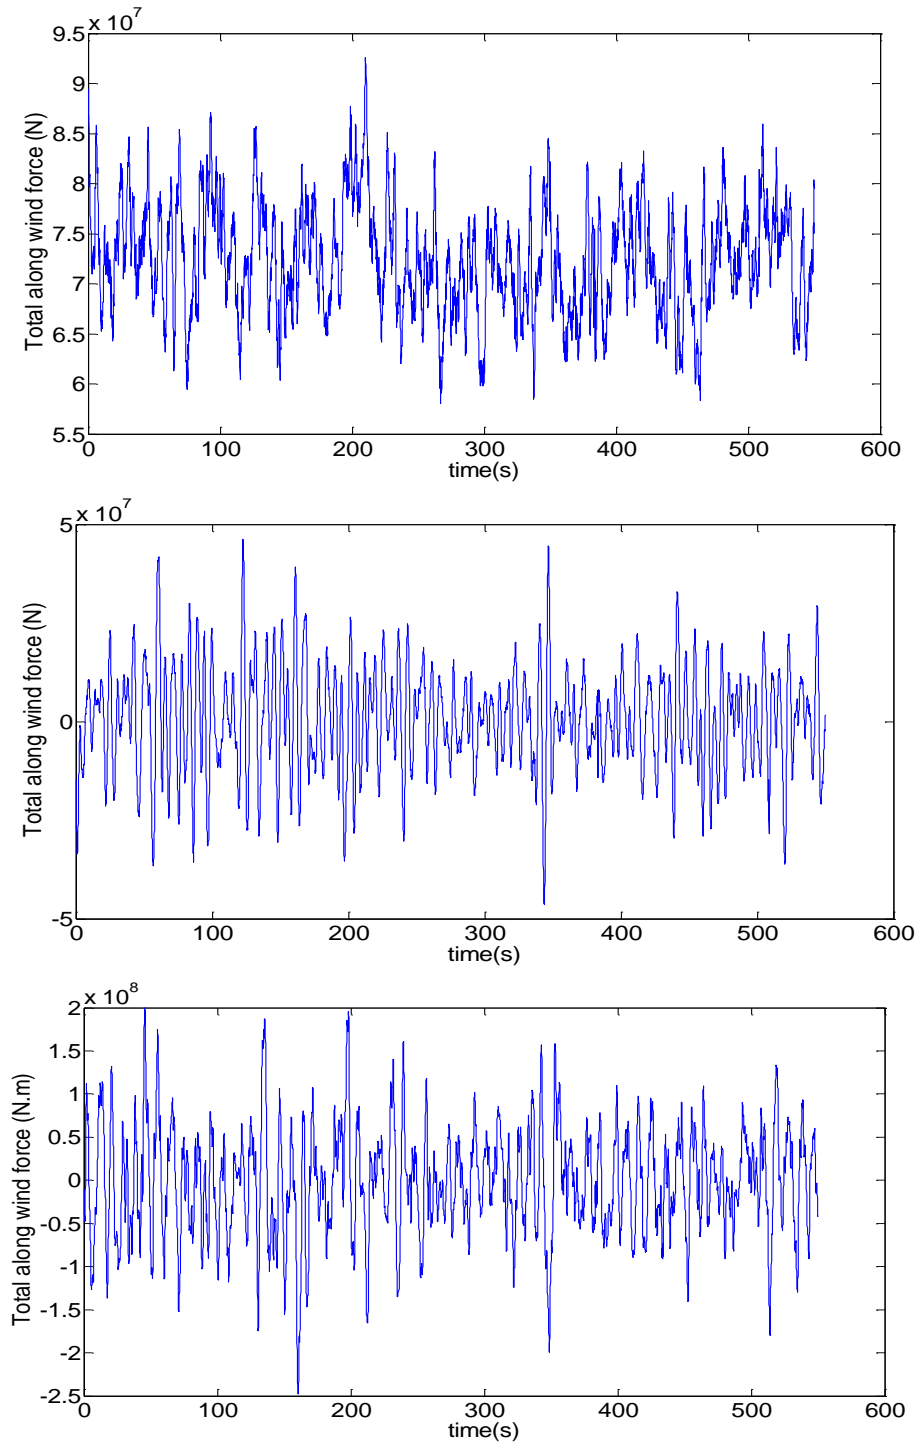 x 10^7
9.5
9
8.5
8
7.5
7
6.5
6
5.5
Total along wind force (N)
0 100 200 300 400 500 600
time(s)
x 10^7
5
0
-5
Total along wind force (N)
0 100 200 300 400 500 600
time(s)
x 10^8
2
1.5
1
0.5
0
-0.5
-1
-1.5
-2
-2.5
Total along wind force (N.m)
0 100 200 300 400 500 600
time(s)